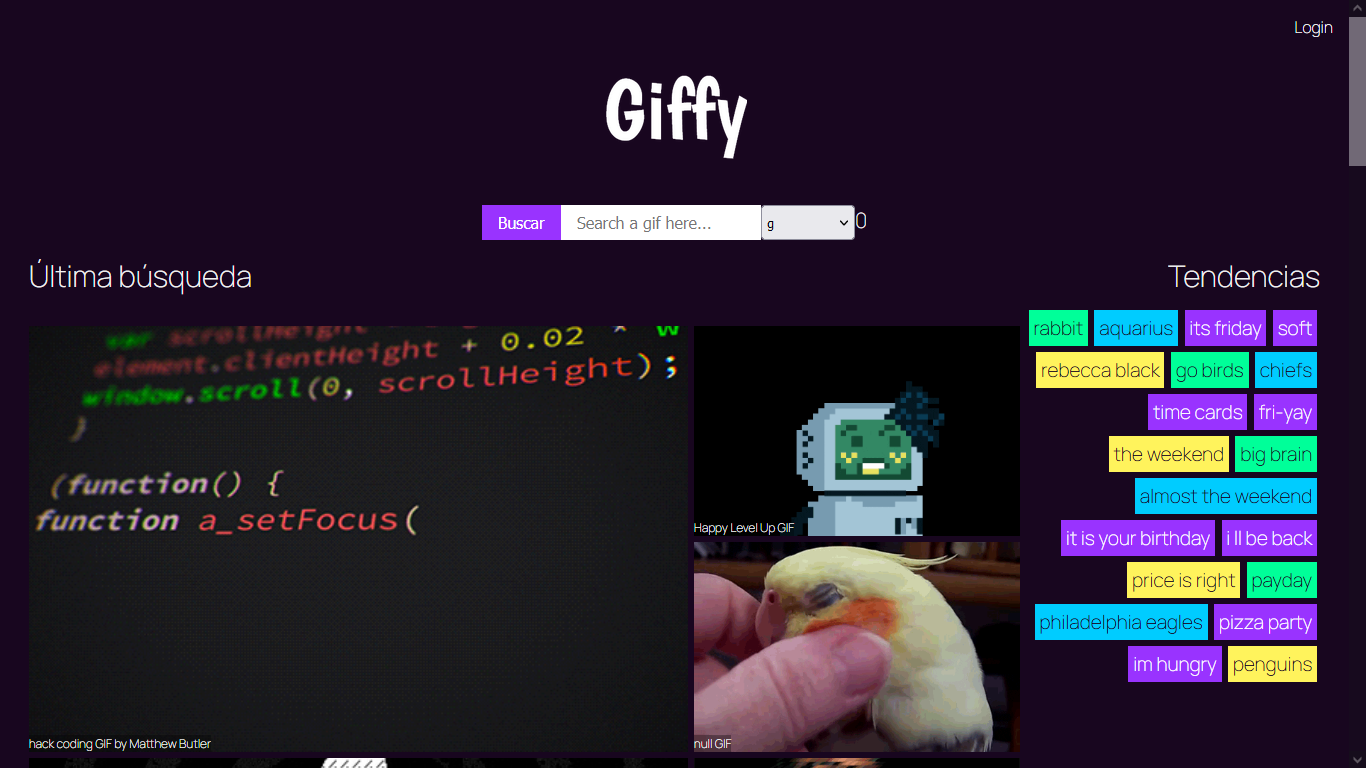 Login
Giffy
Buscar Search a gif here... g 0
Última búsqueda
Tendencias
var scrollHeight
element.clientHeight + 0.02 * w
window.scroll(0, scrollHeight);
}
(function() {
function a_setFocus(
hack coding GIF by Matthew Butler
Happy Level Up GIF
null GIF
rabbit aquarius its friday soft
rebecca black go birds chiefs
time cards fri-yay
the weekend big brain
almost the weekend
it is your birthday i ll be back
price is right payday
philadelphia eagles pizza party
im hungry penguins